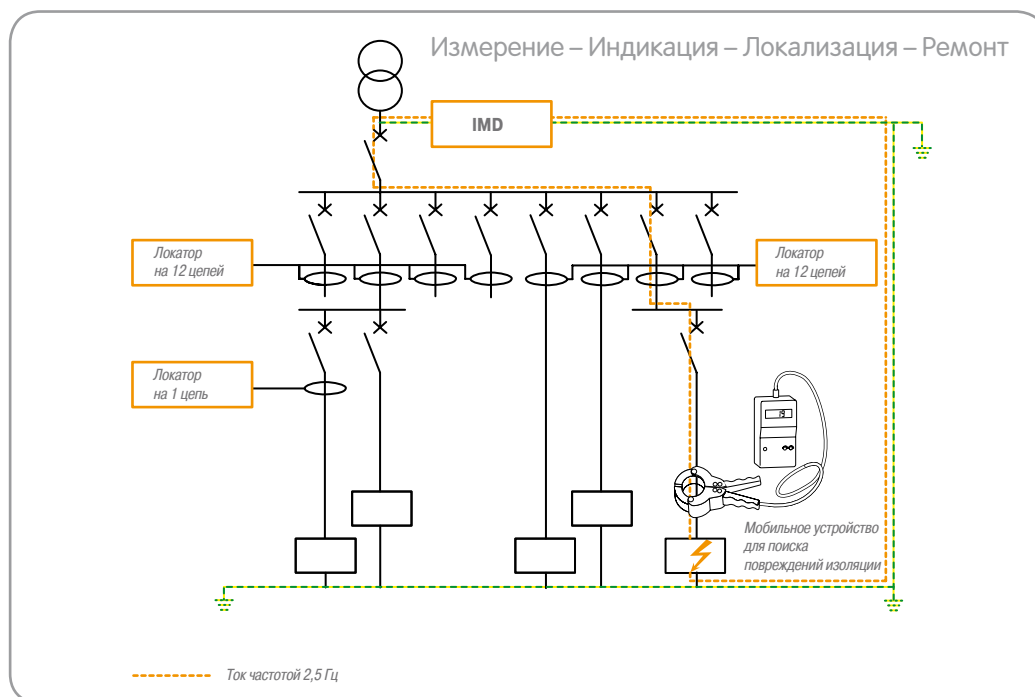 Измерение – Индикация – Локализация – Ремонт
IMD
Локатор
на 12 цепей
Локатор
на 12 цепей
Локатор
на 1 цепь
19
Мобильное устройство
для поиска
повреждений изоляции
Ток частотой 2,5 Гц